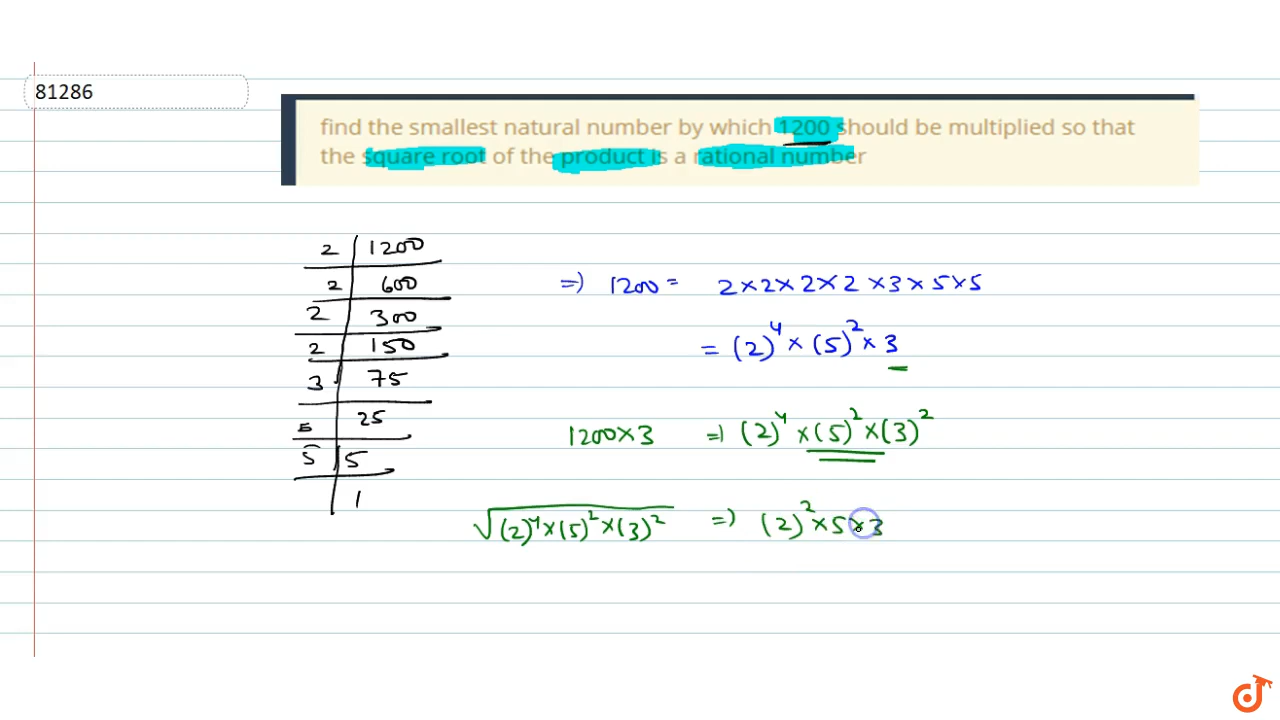 81286
find the smallest natural number by which 1200 should be multiplied so that
the square root of the product is a rational number
2 | 1200
2 | 600
2 | 300
2 | 150
3 | 75
5 | 25
5 | 5
1
=) 1200 = 2×2×2×2×3×5×5
= (2)⁴ × (5)² × 3
1200×3 =) (2)⁴ × (5)² × (3)²
√(2)⁴×(5)²×(3)² =) (2)² × 5 × 3